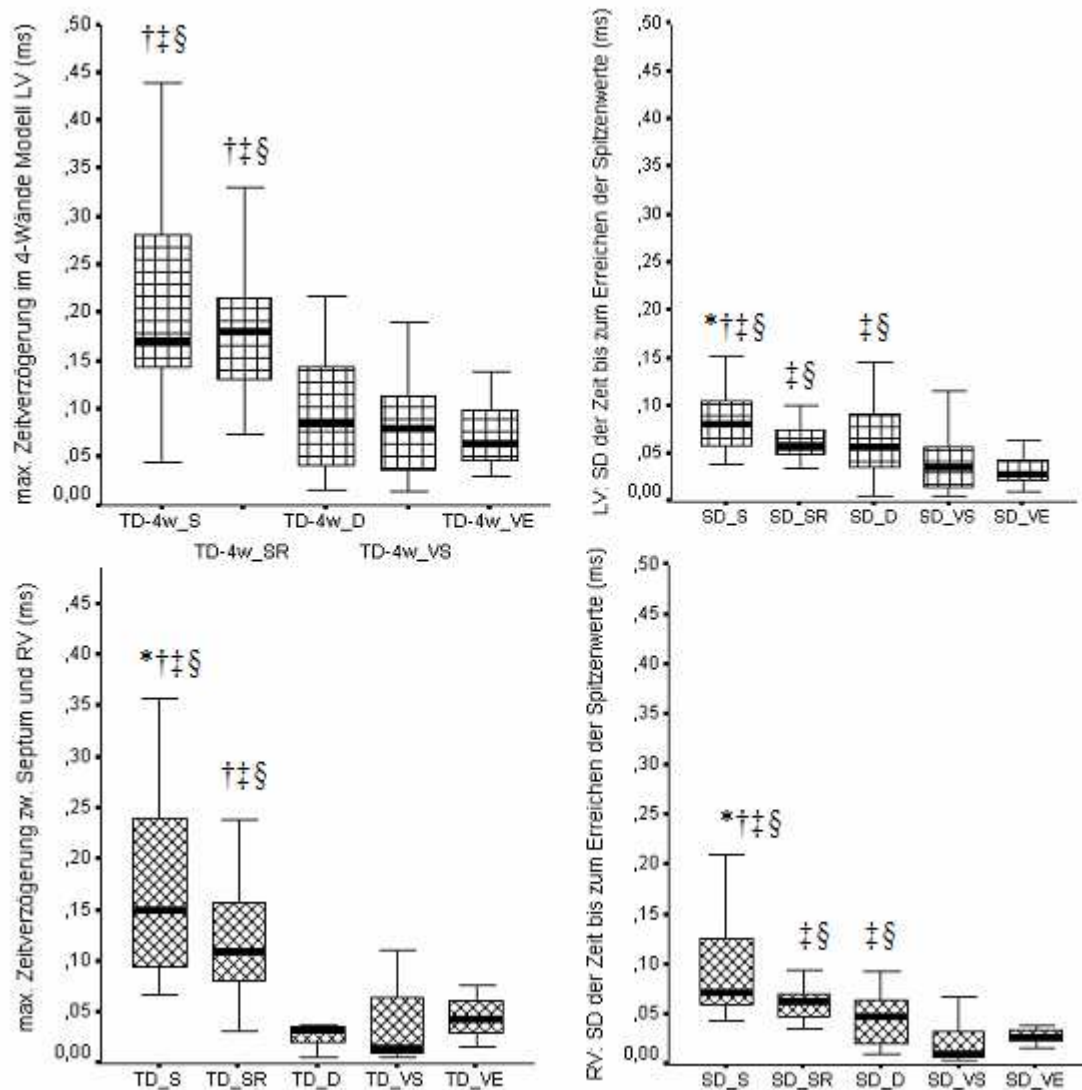 max. Zeitverzögerung im 4-Wände Modell LV (ms)
,50
,45
,40
,35
,30
,25
,20
,15
,10
,05
0,00
†‡§
†‡§
TD-4w_S
TD-4w_SR
TD-4w_D
TD-4w_VS
TD-4w_VE
LV: SD der Zeit bis zum Erreichen der Spitzenwerte (ms)
,50
,45
,40
,35
,30
,25
,20
,15
,10
,05
0,00
*†‡§
‡§
‡§
SD_S
SD_SR
SD_D
SD_VS
SD_VE
max. Zeitverzögerung zw. Septum und RV (ms)
,45
,40
,35
,30
,25
,20
,15
,10
,05
0,00
*†‡§
†‡§
TD_S
TD_SR
TD_D
TD_VS
TD_VE
RV: SD der Zeit bis zum Erreichen der Spitzenwerte (ms)
,50
,45
,40
,35
,30
,25
,20
,15
,10
,05
0,00
*†‡§
‡§
‡§
SD_S
SD_SR
SD_D
SD_VS
SD_VE